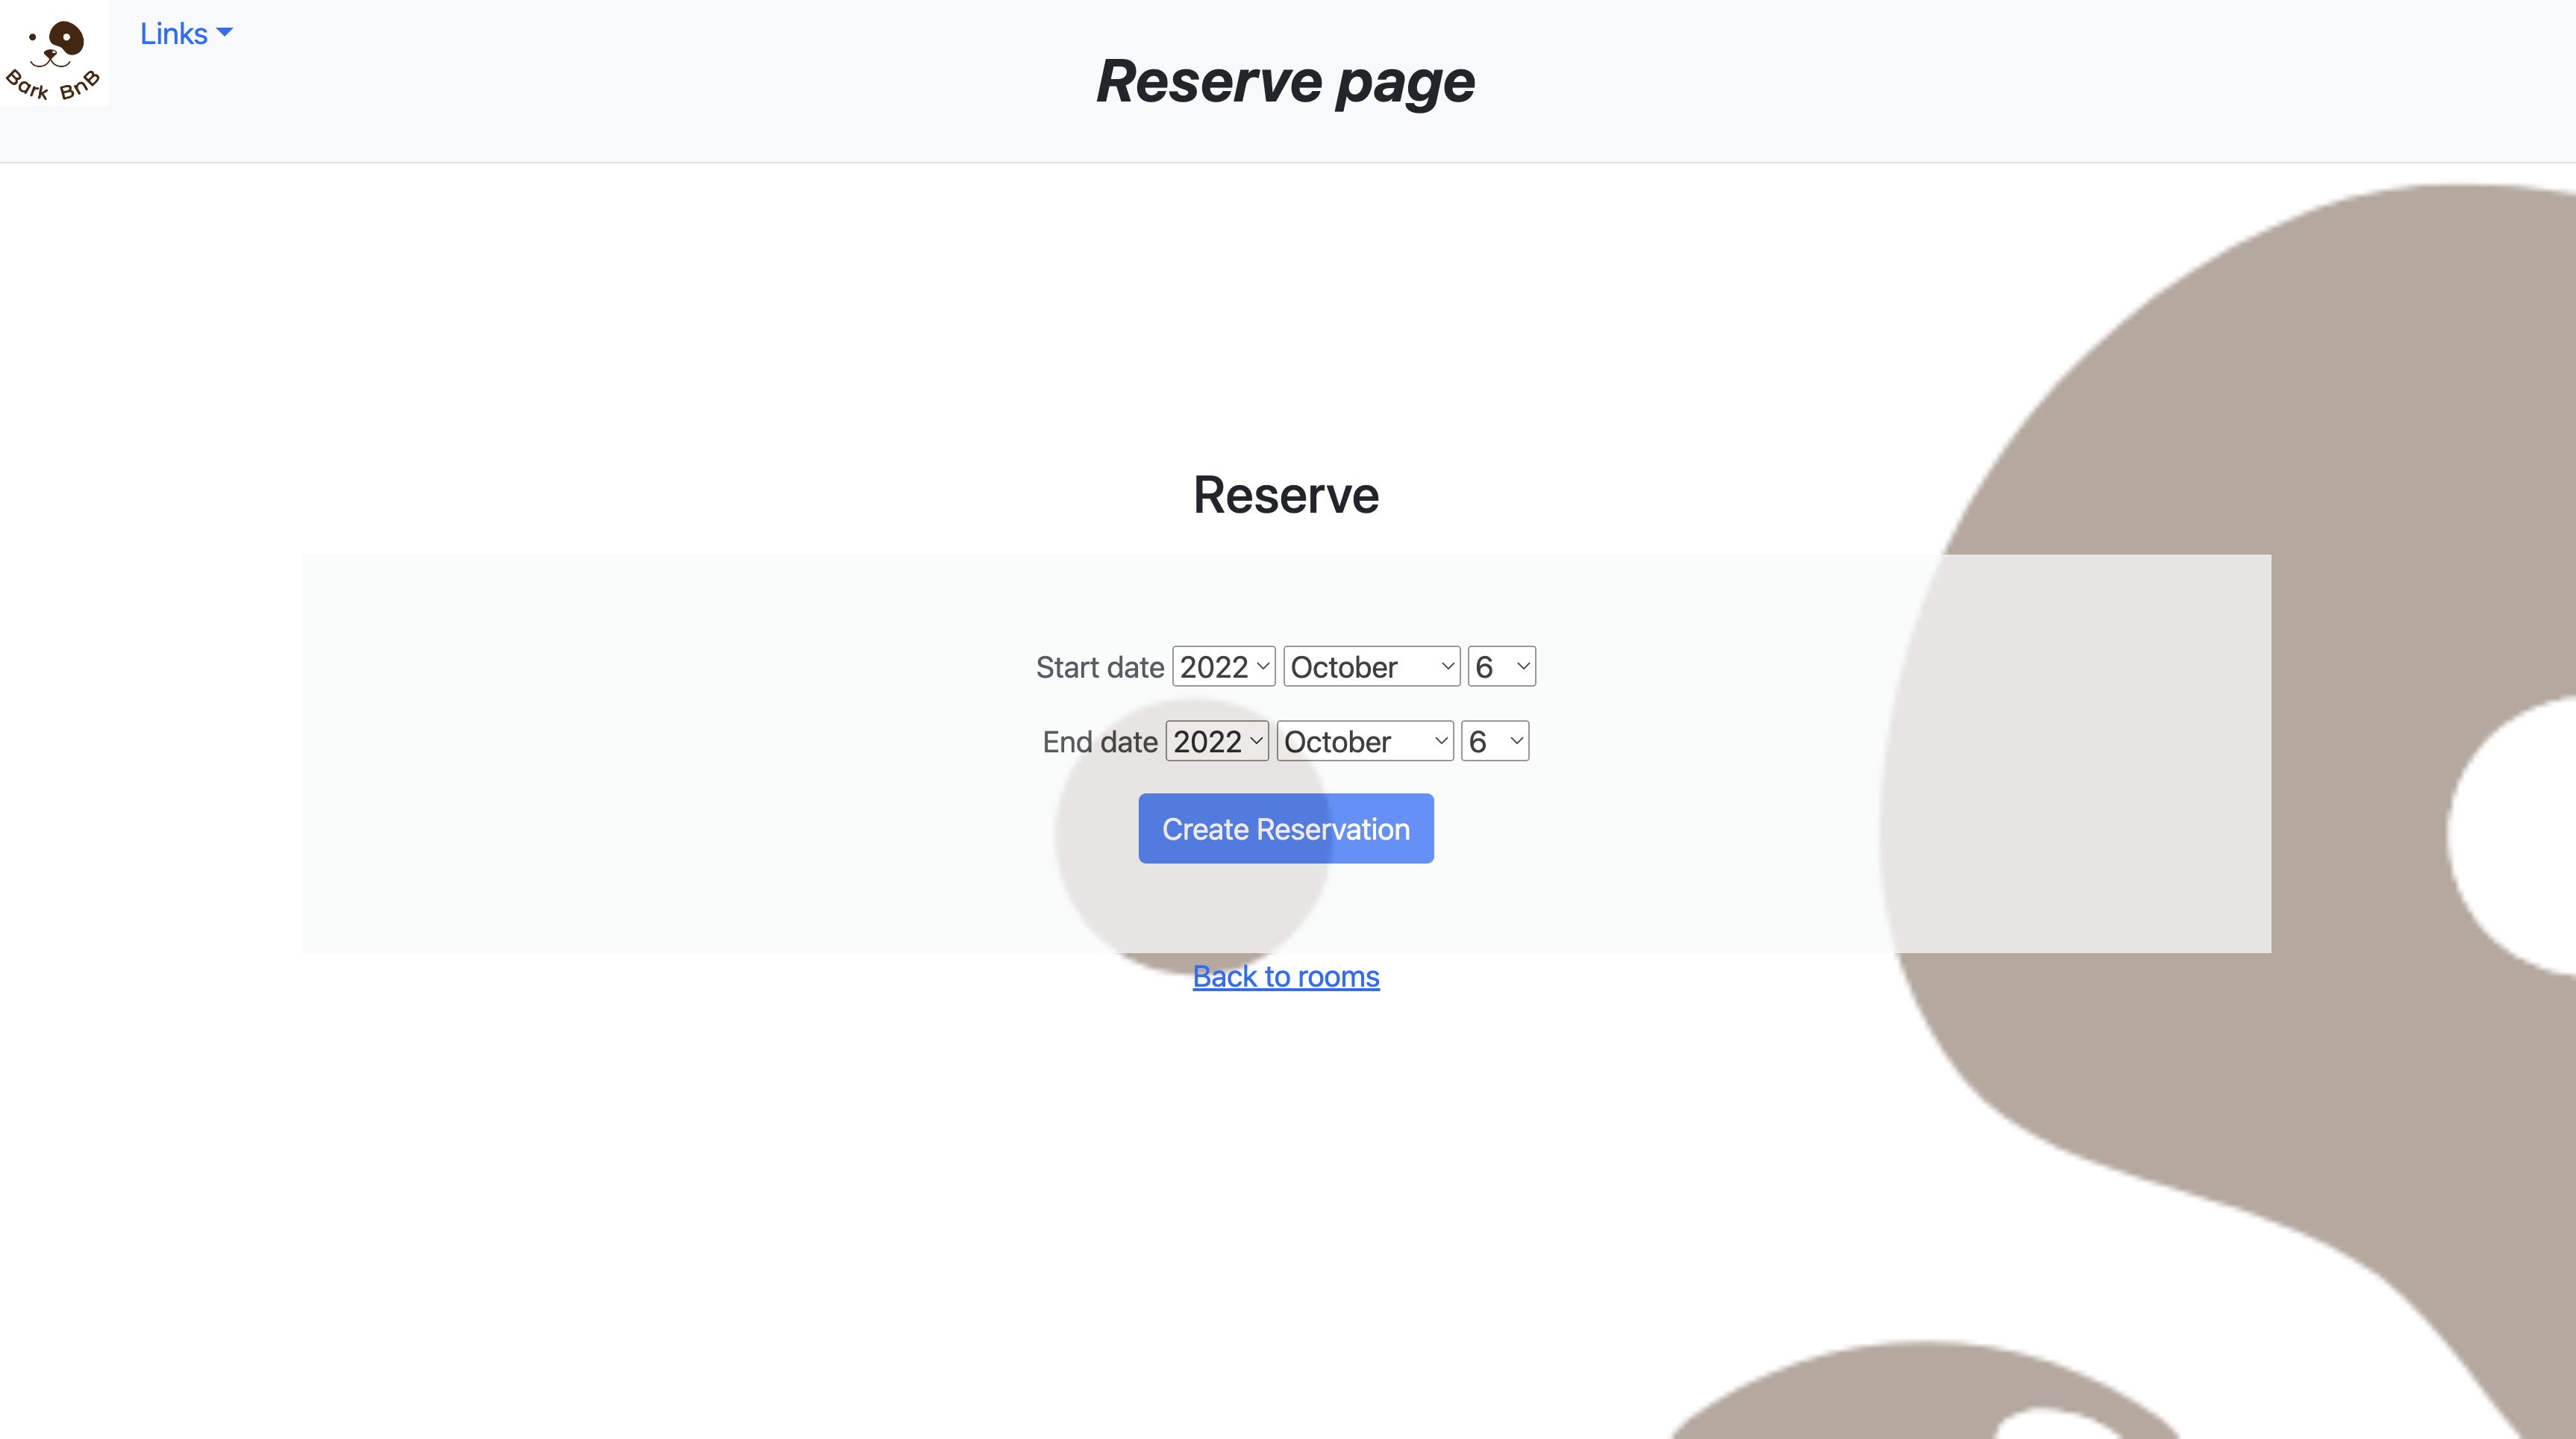 Bark BnB
Links
Reserve page
Reserve
Start date 2022 October 6
End date 2022 October 6
Create Reservation
Back to rooms